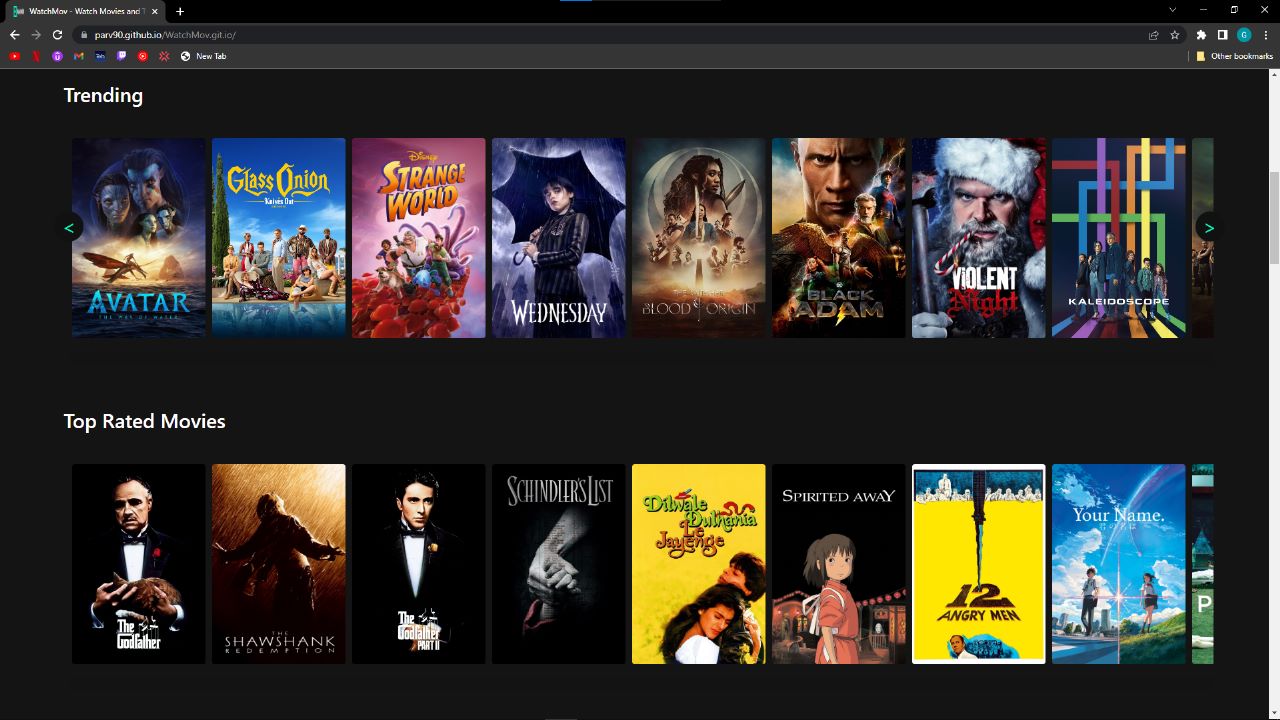 WatchMov - Watch Movies and T
parv90.github.io/WatchMov.git.io/
G
New Tab
Other bookmarks
Trending
AVATAR
THE WAY OF WATER
Glass Onion
Knives Out
Disney
STRANGE
WORLD
WEDNESDAY
BLOOD ORIGIN
BLACK
ADAM
VIOLENT
Night
KALEIDOSCOPE
<
>
Top Rated Movies
The
Godfather
THE
SHAWSHANK
REDEMPTION
The
Godfather
PART II
SCHINDLER'S LIST
Dilwale
Dulhania
Le
Jayenge
SPIRITED AWAY
12
ANGRY MEN
Your Name.
P